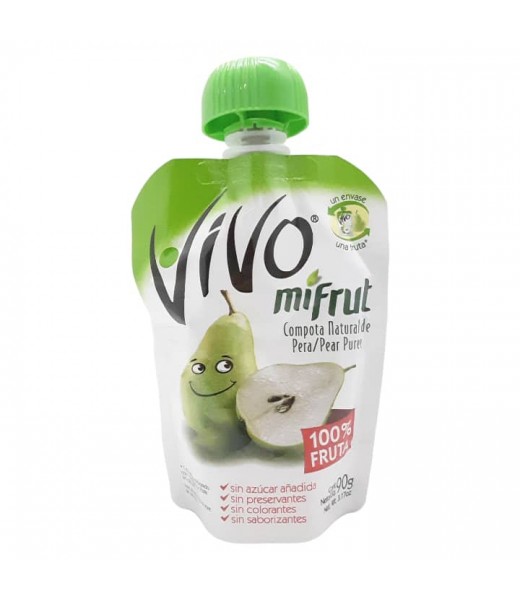 un envase
ViVO
una fruta*
ViVO®
mifrut
Compota Natural de
Pera/Pear Puree
100%
FRUTA
✓sin azúcar añadida
✓sin preservantes
✓sin colorantes
✓sin saborizantes
90g